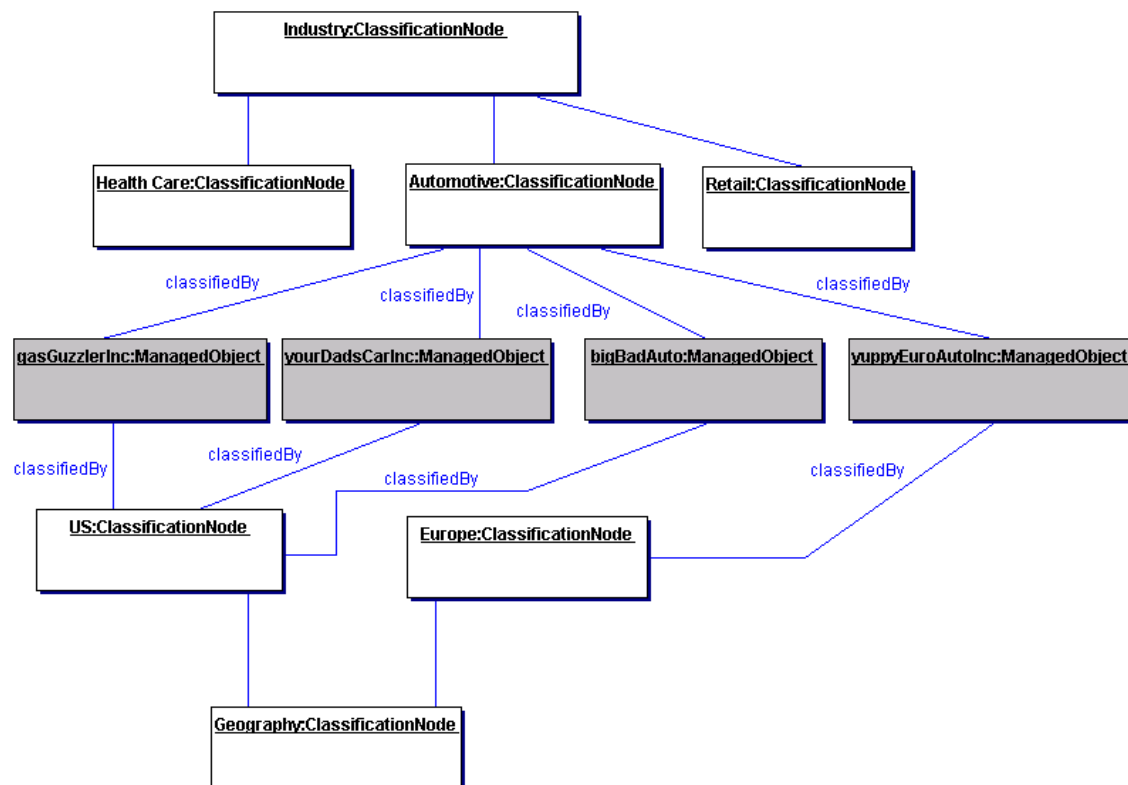 Industry:ClassificationNode
Health Care:ClassificationNode
Automotive:ClassificationNode
Retail:ClassificationNode
classifiedBy
classifiedBy
classifiedBy
classifiedBy
gasGuzzlerInc:ManagedObject
yourDadsCarInc:ManagedObject
bigBadAuto:ManagedObject
yuppyEuroAutoInc:ManagedObject
classifiedBy
classifiedBy
classifiedBy
classifiedBy
US:ClassificationNode
Europe:ClassificationNode
Geography:ClassificationNode